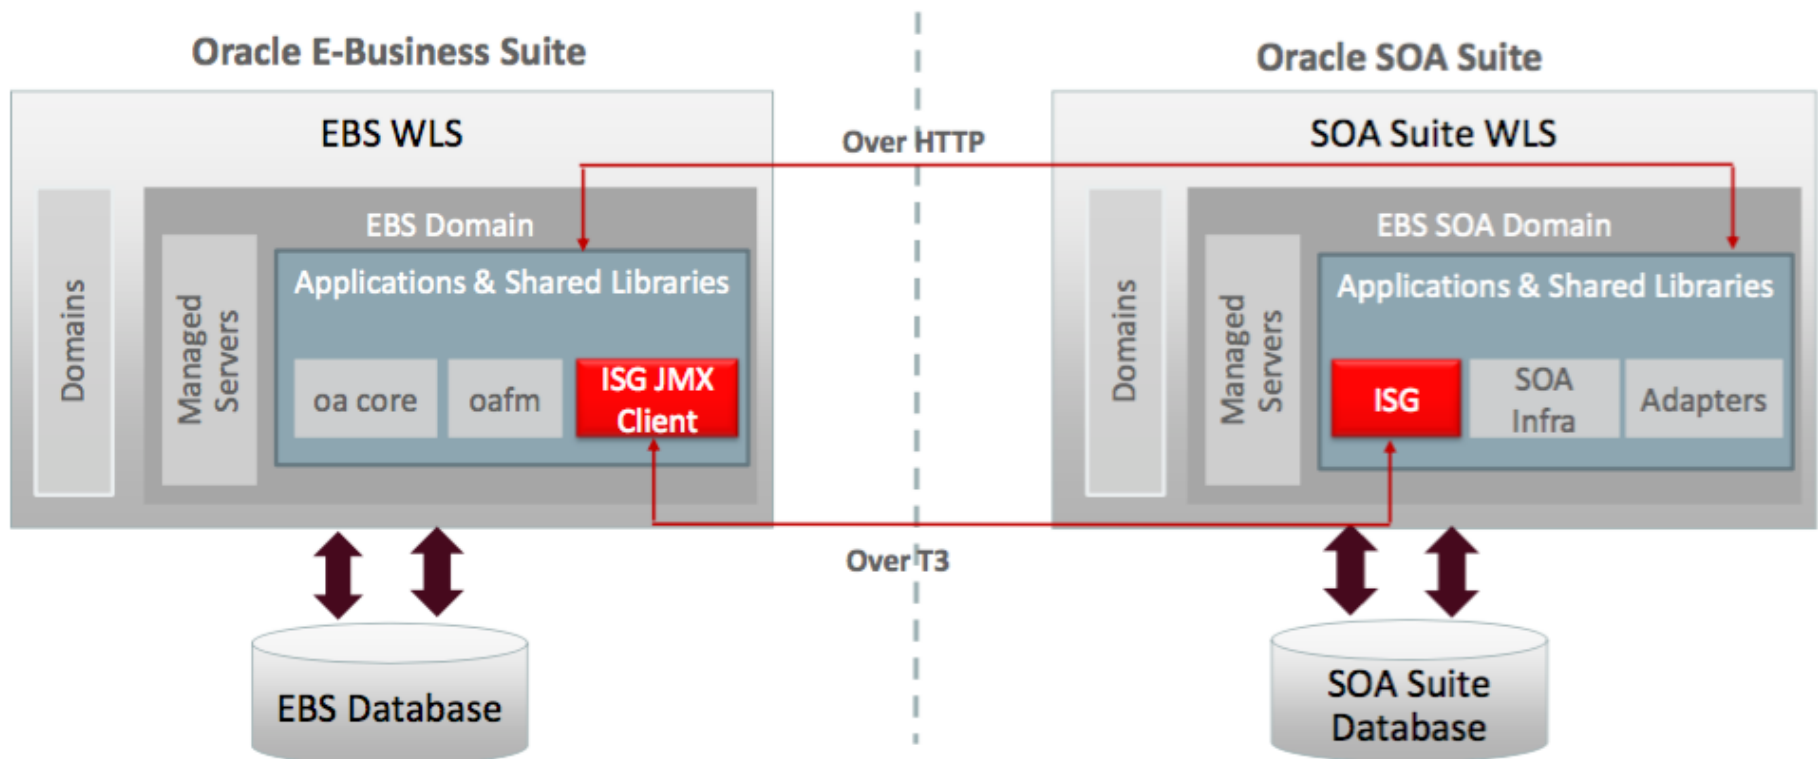 Oracle E-Business Suite
EBS WLS
Domains
Managed
Servers
EBS Domain
Applications & Shared Libraries
oa core
oafm
ISG JMX
Client
EBS Database
Over HTTP
Over T3
Oracle SOA Suite
SOA Suite WLS
Domains
Managed
Servers
EBS SOA Domain
Applications & Shared Libraries
ISG
SOA
Infra
Adapters
SOA Suite
Database